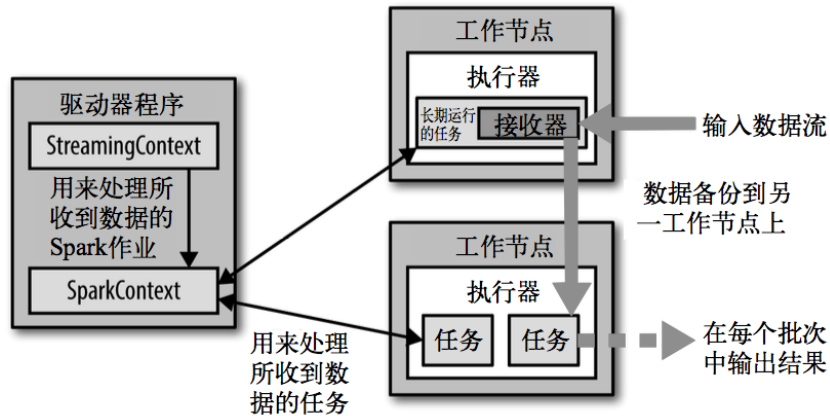 驱动器程序
StreamingContext
用来处理所
收到数据的
Spark作业
SparkContext
工作节点
执行器
长期运行
的任务
接收器
输入数据流
数据备份到另
一工作节点上
工作节点
执行器
任务
任务
用来处理
所收到数
据的任务
在每个批次
中输出结果